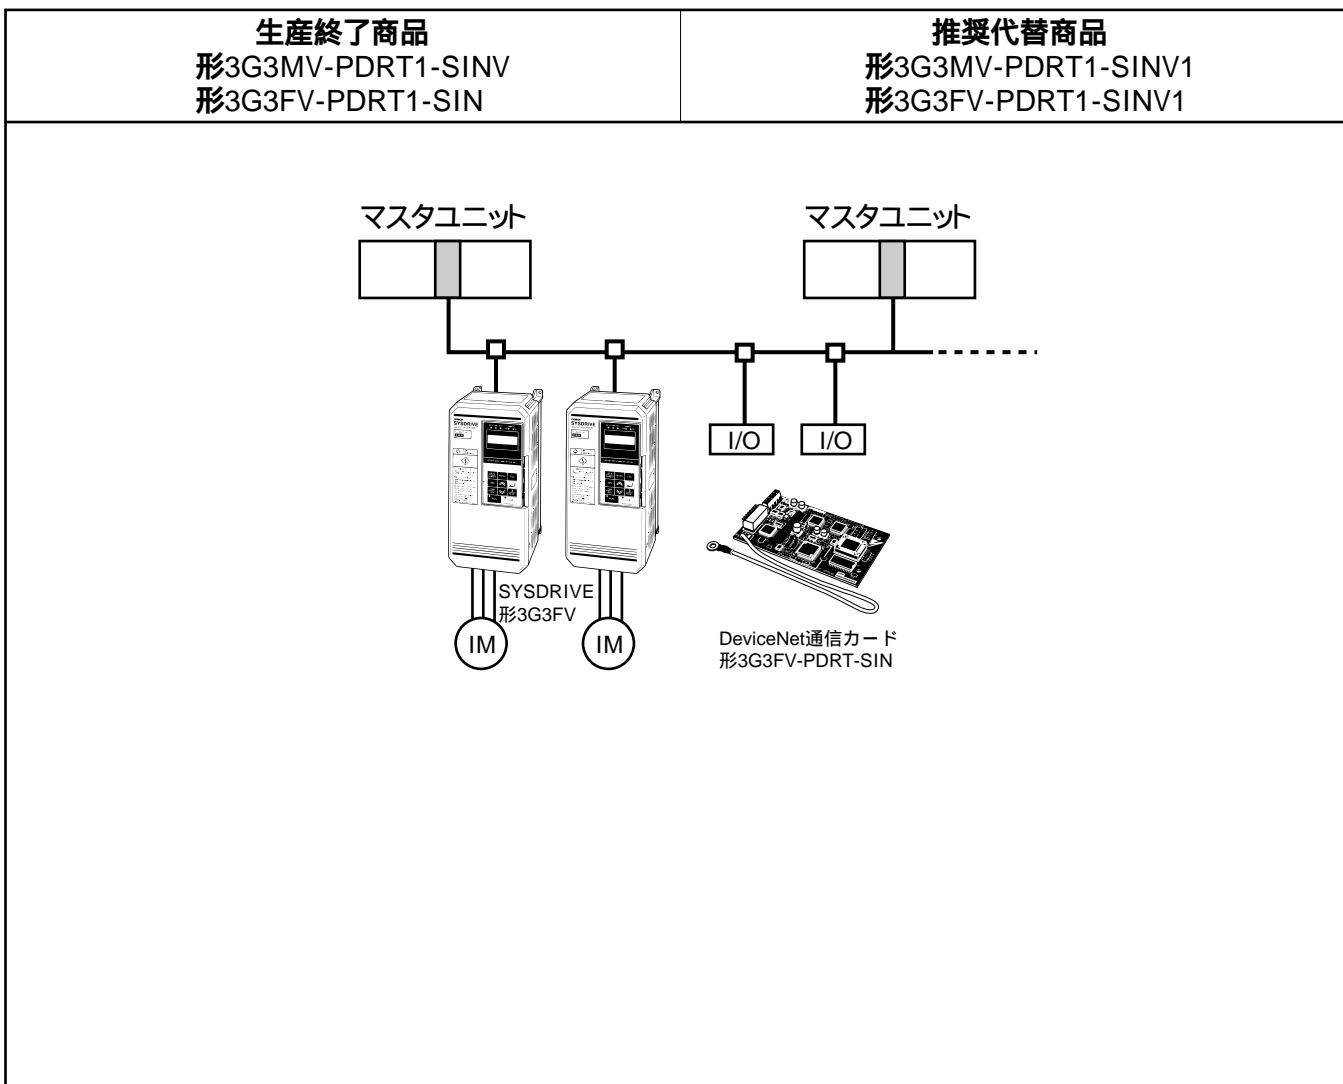 生産終了商品
形3G3MV-PDRT1-SINV
形3G3FV-PDRT1-SIN
推奨代替商品
形3G3MV-PDRT1-SINV1
形3G3FV-PDRT1-SINV1
マスタユニット
マスタユニット
SYSDRIVE
SYSDRIVE
I/O
I/O
SYSDRIVE
形3G3FV
IM
IM
DeviceNet通信カード
形3G3FV-PDRT-SIN